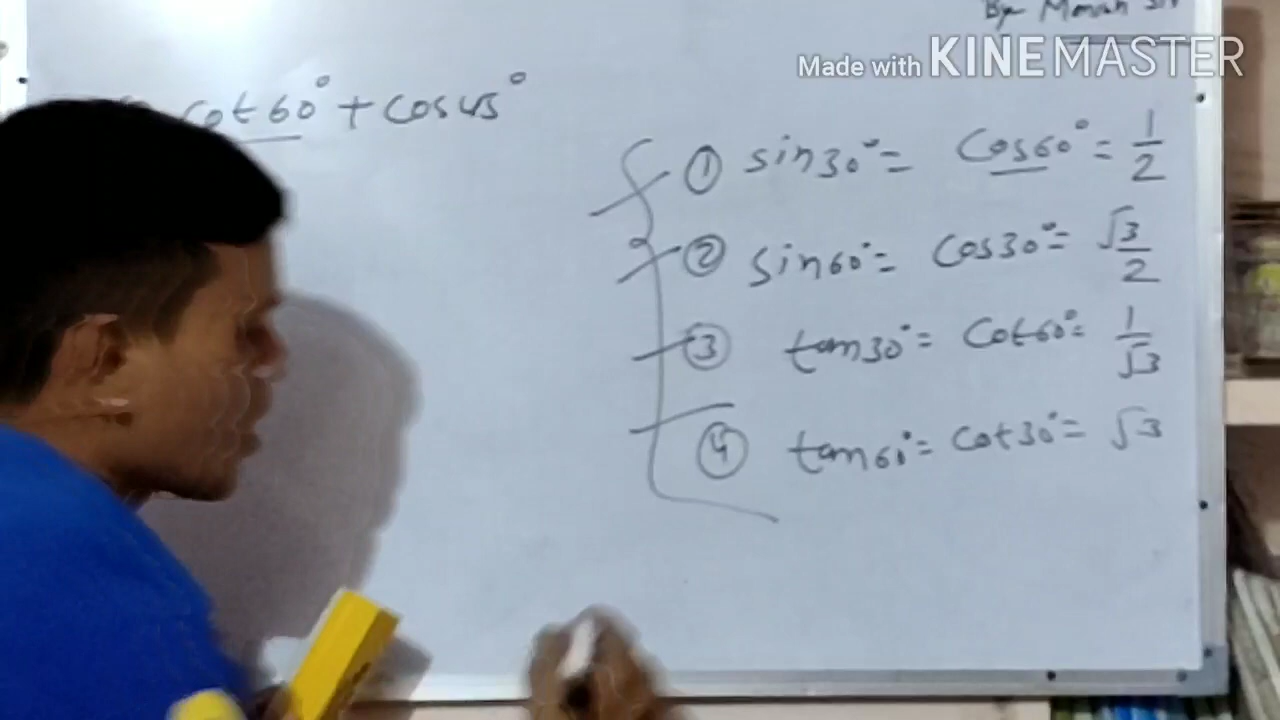 By
Made with KINEMASTER
cot 60° + cos 45°
① sin 30° = cos 60° = 1/2
② sin 60° = cos 30° = √3/2
③ tan 30° = cot 60° = 1/√3
④ tan 60° = cot 30° = √3